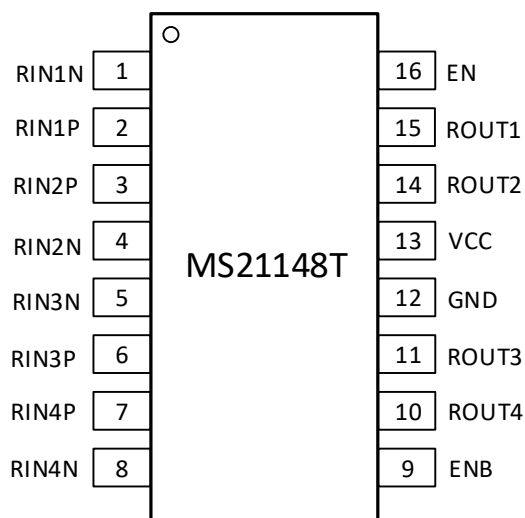 RIN1N 1 16 EN
RIN1P 2 15 ROUT1
RIN2P 3 14 ROUT2
RIN2N 4 13 VCC
MS21148T
RIN3N 5 12 GND
RIN3P 6 11 ROUT3
RIN4P 7 10 ROUT4
RIN4N 8 9 ENB